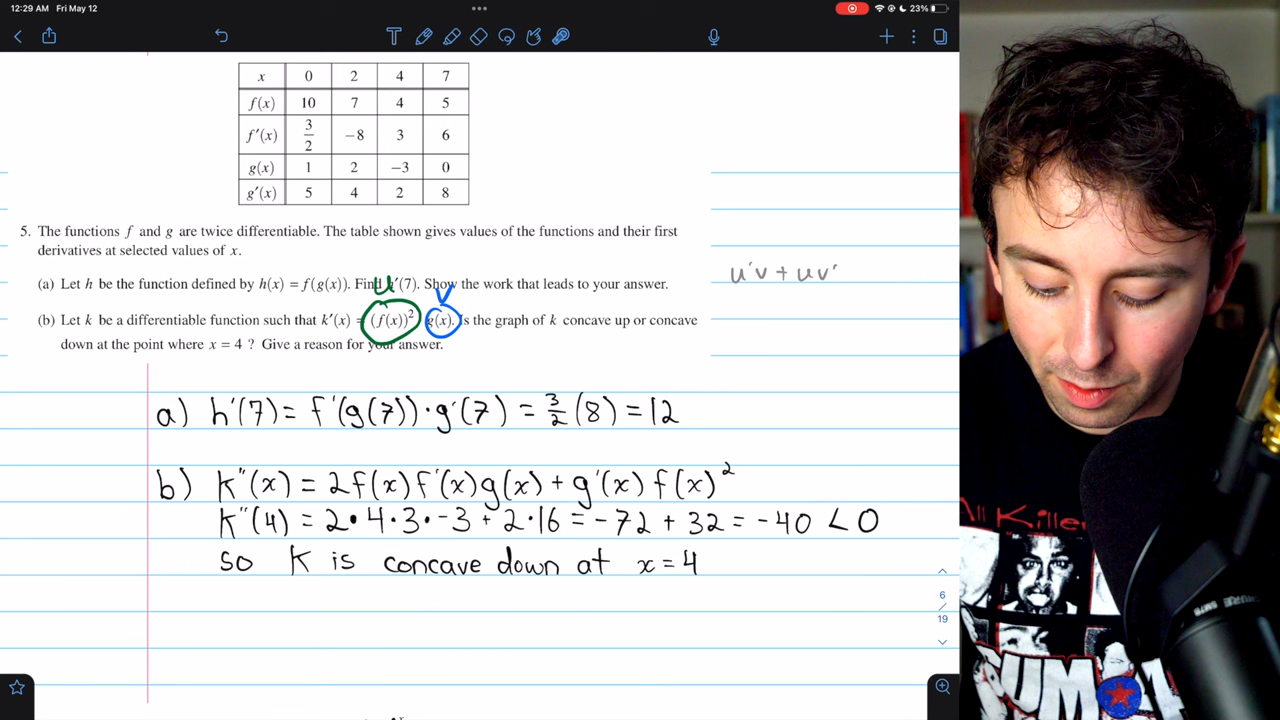 12:29 AM Fri May 12
23%
x 0 2 4 7
f(x) 10 7 4 5
f′(x) 3/2 −8 3 6
g(x) 1 2 −3 0
g′(x) 5 4 2 8
5. The functions f and g are twice differentiable. The table shown gives values of the functions and their first
derivatives at selected values of x.
u
(a) Let h be the function defined by h(x) = f(g(x)). Find h′(7). Show the work that leads to your answer.
u'v + uv'
v
(b) Let k be a differentiable function such that k′(x) = (f(x))² g(x). Is the graph of k concave up or concave
down at the point where x = 4 ? Give a reason for your answer.
a) h'(7) = f'(g(7))·g'(7) = 3/2 (8) = 12
b) k"(x) = 2f(x)f'(x)g(x) + g'(x) f(x)²
k"(4) = 2·4·3·-3 + 2·16 = -72 + 32 = -40 < 0
so k is concave down at x = 4
6
/
19
All Killer
SUM